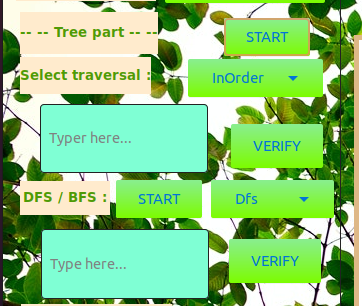 -- -- Tree part -- --
START
Select traversal :
InOrder
Typer here...
VERIFY
DFS / BFS :
START
Dfs
Type here...
VERIFY